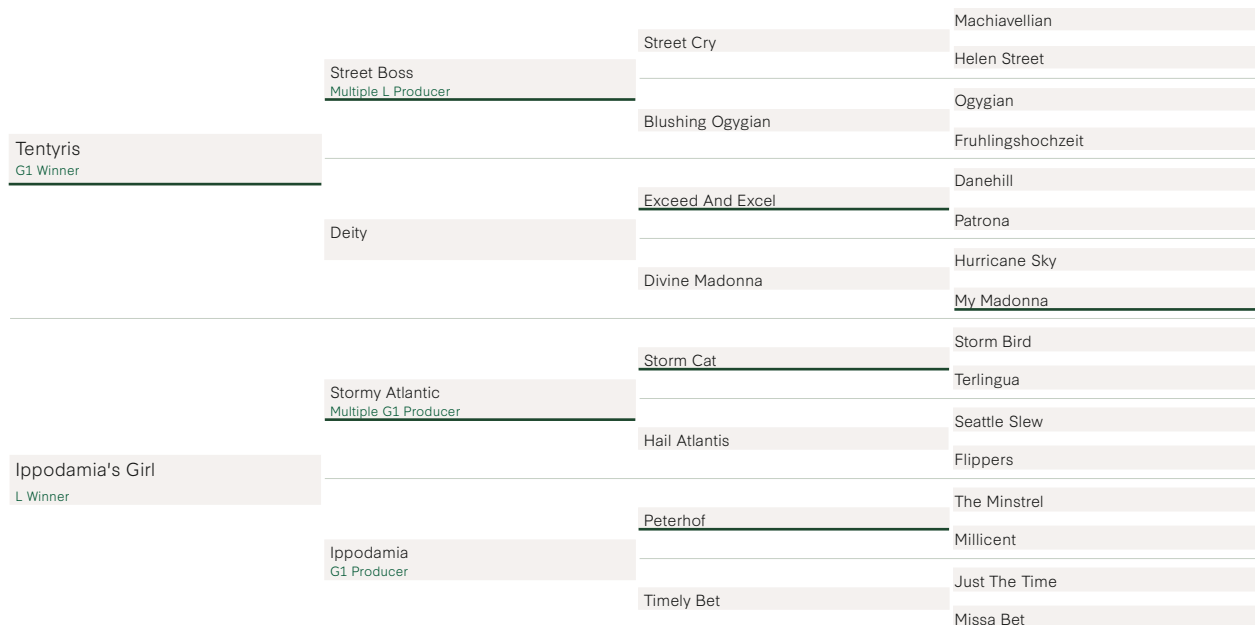 Machiavellian
Street Cry
Helen Street
Street Boss
Multiple L Producer
Ogygian
Blushing Ogygian
Fruhlingshochzeit
Tentyris
G1 Winner
Danehill
Exceed And Excel
Patrona
Deity
Hurricane Sky
Divine Madonna
My Madonna
Storm Bird
Storm Cat
Terlingua
Stormy Atlantic
Multiple G1 Producer
Seattle Slew
Hail Atlantis
Flippers
Ippodamia's Girl
L Winner
The Minstrel
Peterhof
Millicent
Ippodamia
G1 Producer
Just The Time
Timely Bet
Missa Bet